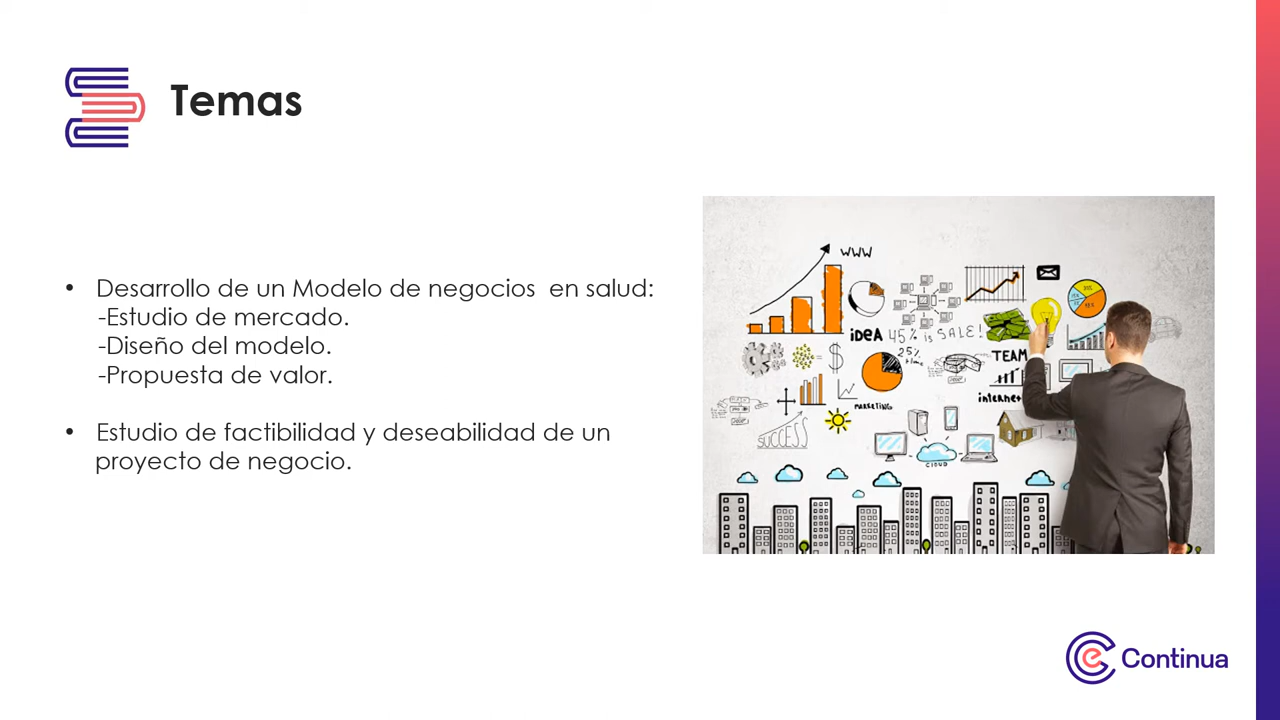 Temas
• Desarrollo de un Modelo de negocios en salud:
-Estudio de mercado.
-Diseño del modelo.
-Propuesta de valor.
• Estudio de factibilidad y deseabilidad de un
proyecto de negocio.
WWW
iDEA 45% is SALE!
25%
TEAM
MARKETING
internet
SUCCESS
CLOUD
Continua